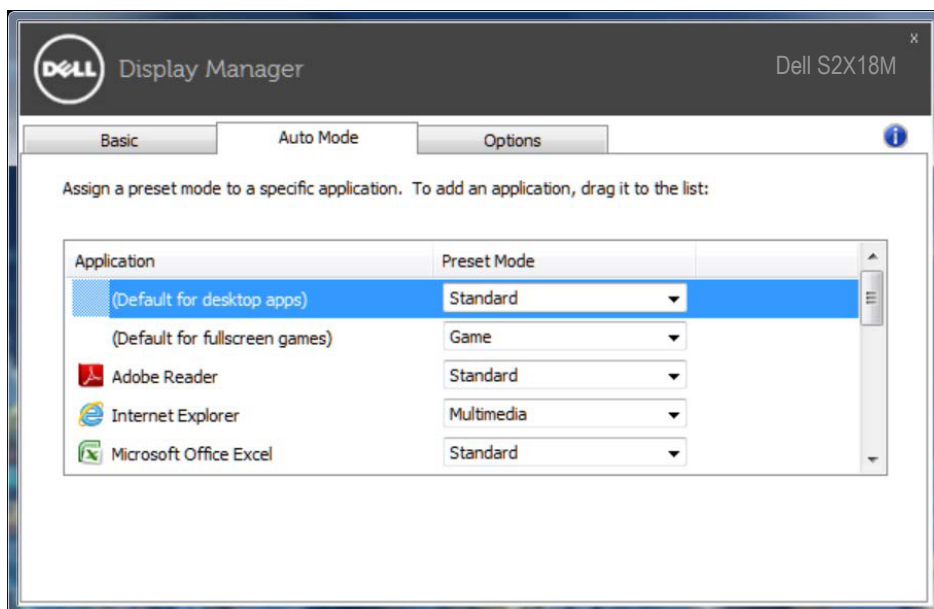 DELL Display Manager
Dell S2X18M
x
Basic Auto Mode Options
Assign a preset mode to a specific application. To add an application, drag it to the list:
Application Preset Mode
(Default for desktop apps) Standard
(Default for fullscreen games) Game
Adobe Reader Standard
Internet Explorer Multimedia
Microsoft Office Excel Standard